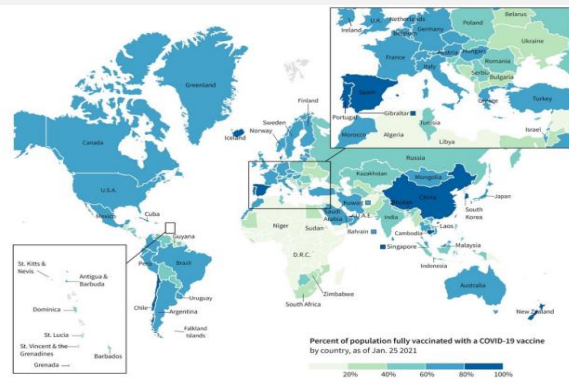 Greenland
Finland
Sweden
Norway
Iceland
Canada
U.S.A.
Mexico
Cuba
Guyana
Peru
Brazil
Chile
Uruguay
Argentina
Falkland
Islands
St. Kitts &
Nevis
Antigua &
Barbuda
Dominica
St. Lucia
St. Vincent & the
Grenadines
Grenada
Barbados
U.K.
Netherlands
Belgium
Ireland
Germany
Poland
Belarus
Ukraine
France
Austria
Hungary
Romania
Italy
Serbia
Bulgaria
Spain
Portugal
Gibraltar
Greece
Turkey
Tunisia
Morocco
Algeria
Libya
Israel
Russia
Kazakhstan
Mongolia
China
Bhutan
India
Japan
South
Korea
Laos
Cambodia
Malaysia
Singapore
Indonesia
Kuwait
Saudi
Arabia
U.A.E.
Bahrain
Niger
Sudan
D.R.C.
Zimbabwe
South Africa
Australia
New Zealand
Percent of population fully vaccinated with a COVID-19 vaccine
by country, as of Jan. 25 2021
20% 40% 60% 80% 100%